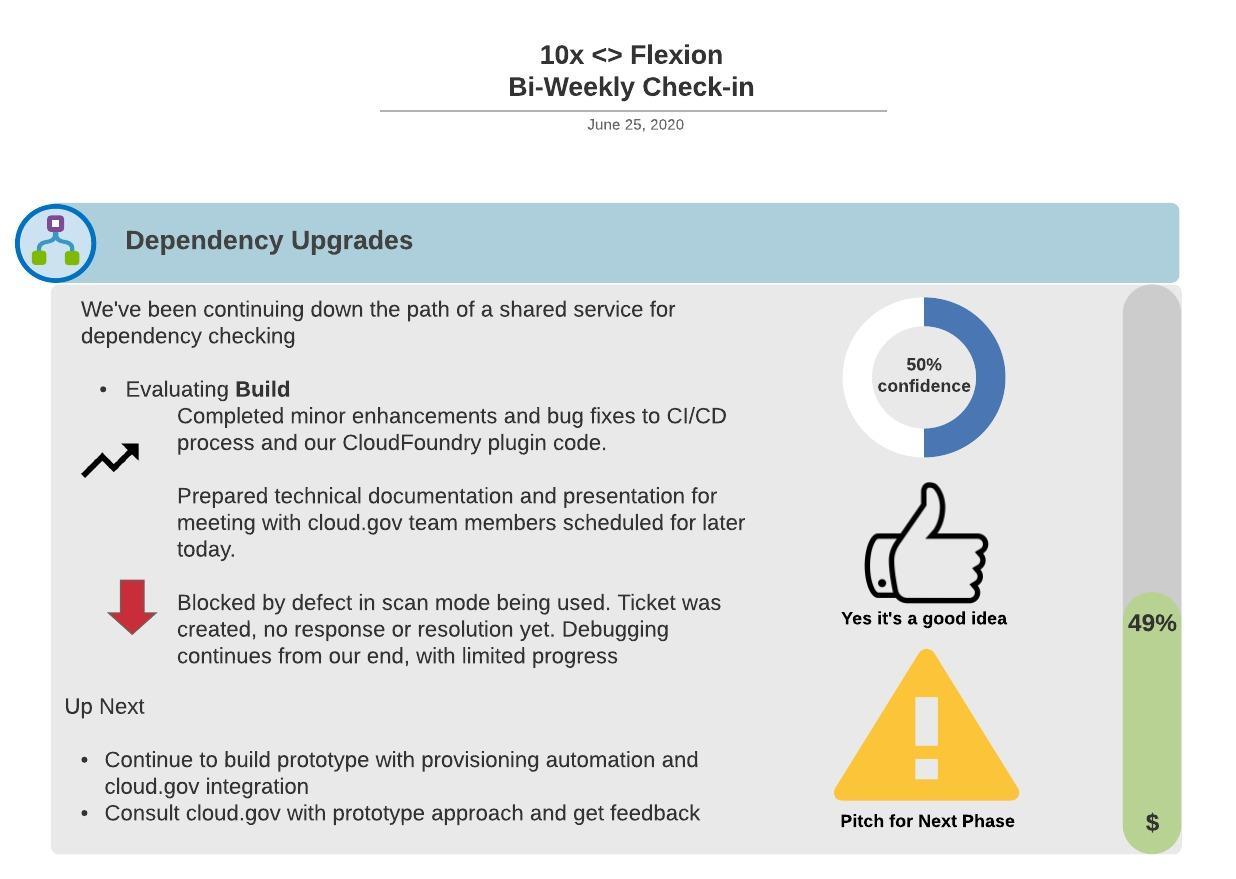 10x <> Flexion
Bi-Weekly Check-in
June 25, 2020
Dependency Upgrades
We've been continuing down the path of a shared service for
dependency checking
• Evaluating Build
Completed minor enhancements and bug fixes to CI/CD
process and our CloudFoundry plugin code.
Prepared technical documentation and presentation for
meeting with cloud.gov team members scheduled for later
today.
Blocked by defect in scan mode being used. Ticket was
created, no response or resolution yet. Debugging
continues from our end, with limited progress
Up Next
• Continue to build prototype with provisioning automation and
cloud.gov integration
• Consult cloud.gov with prototype approach and get feedback
50%
confidence
Yes it's a good idea
Pitch for Next Phase
49%
$